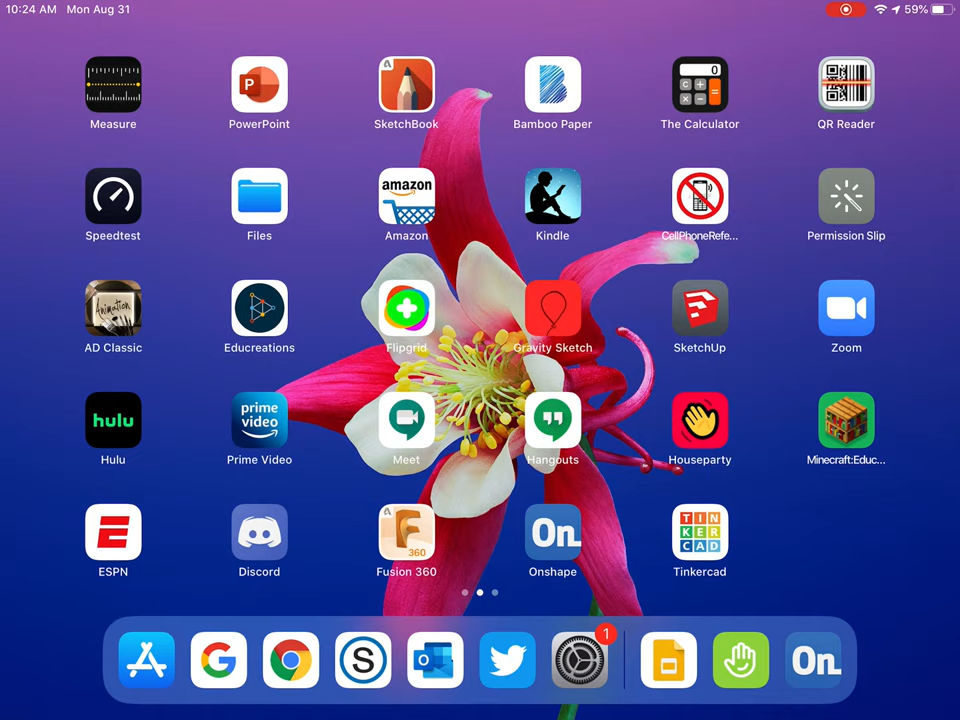 10:24 AM Mon Aug 31
59%
0
C +
× − =
P
A
amazon
Animation
Measure PowerPoint SketchBook Bamboo Paper The Calculator QR Reader
Speedtest Files Amazon Kindle CellPhoneRefe... Permission Slip
AD Classic Educreations Flipgrid Gravity Sketch SketchUp Zoom
hulu
prime
video
Hulu Prime Video Meet Hangouts Houseparty Minecraft:Educ...
A
F
360
On
TIN
KER
CAD
ESPN Discord Fusion 360 Onshape Tinkercad
G
S
O
1
On